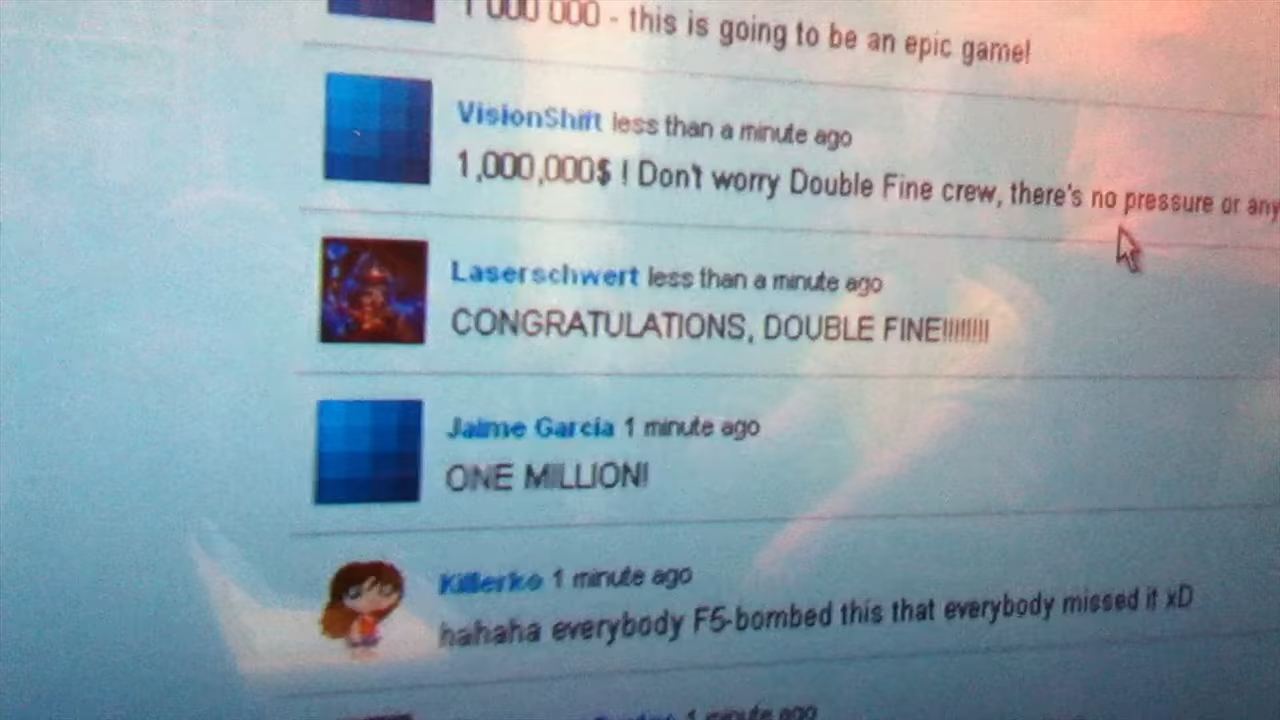 1 000 000 - this is going to be an epic game!
VisionShift less than a minute ago
1,000,000$ ! Don't worry Double Fine crew, there's no pressure or any
Laserschwert less than a minute ago
CONGRATULATIONS, DOUBLE FINE!!!!!!!!!
Jaime Garcia 1 minute ago
ONE MILLION!
Killerko 1 minute ago
hahaha everybody F5-bombed this that everybody missed it xD
1 minute ago